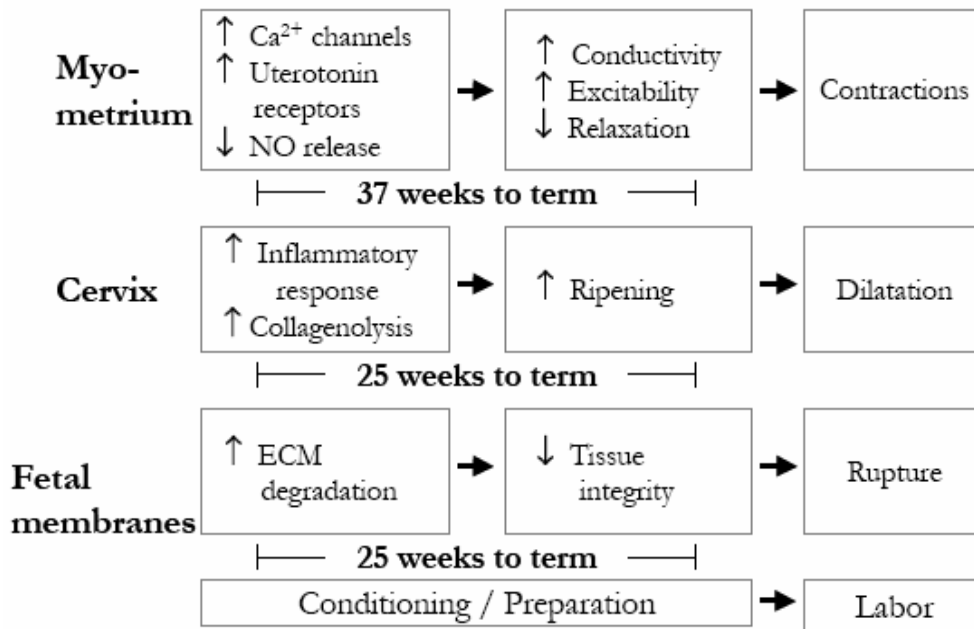 Myo-
metrium
↑ Ca²⁺ channels
↑ Uterotonin
receptors
↓ NO release
↑ Conductivity
↑ Excitability
↓ Relaxation
Contractions
37 weeks to term
Cervix
↑ Inflammatory
response
↑ Collagenolysis
↑ Ripening
Dilatation
25 weeks to term
Fetal
membranes
↑ ECM
degradation
↓ Tissue
integrity
Rupture
25 weeks to term
Conditioning / Preparation
Labor